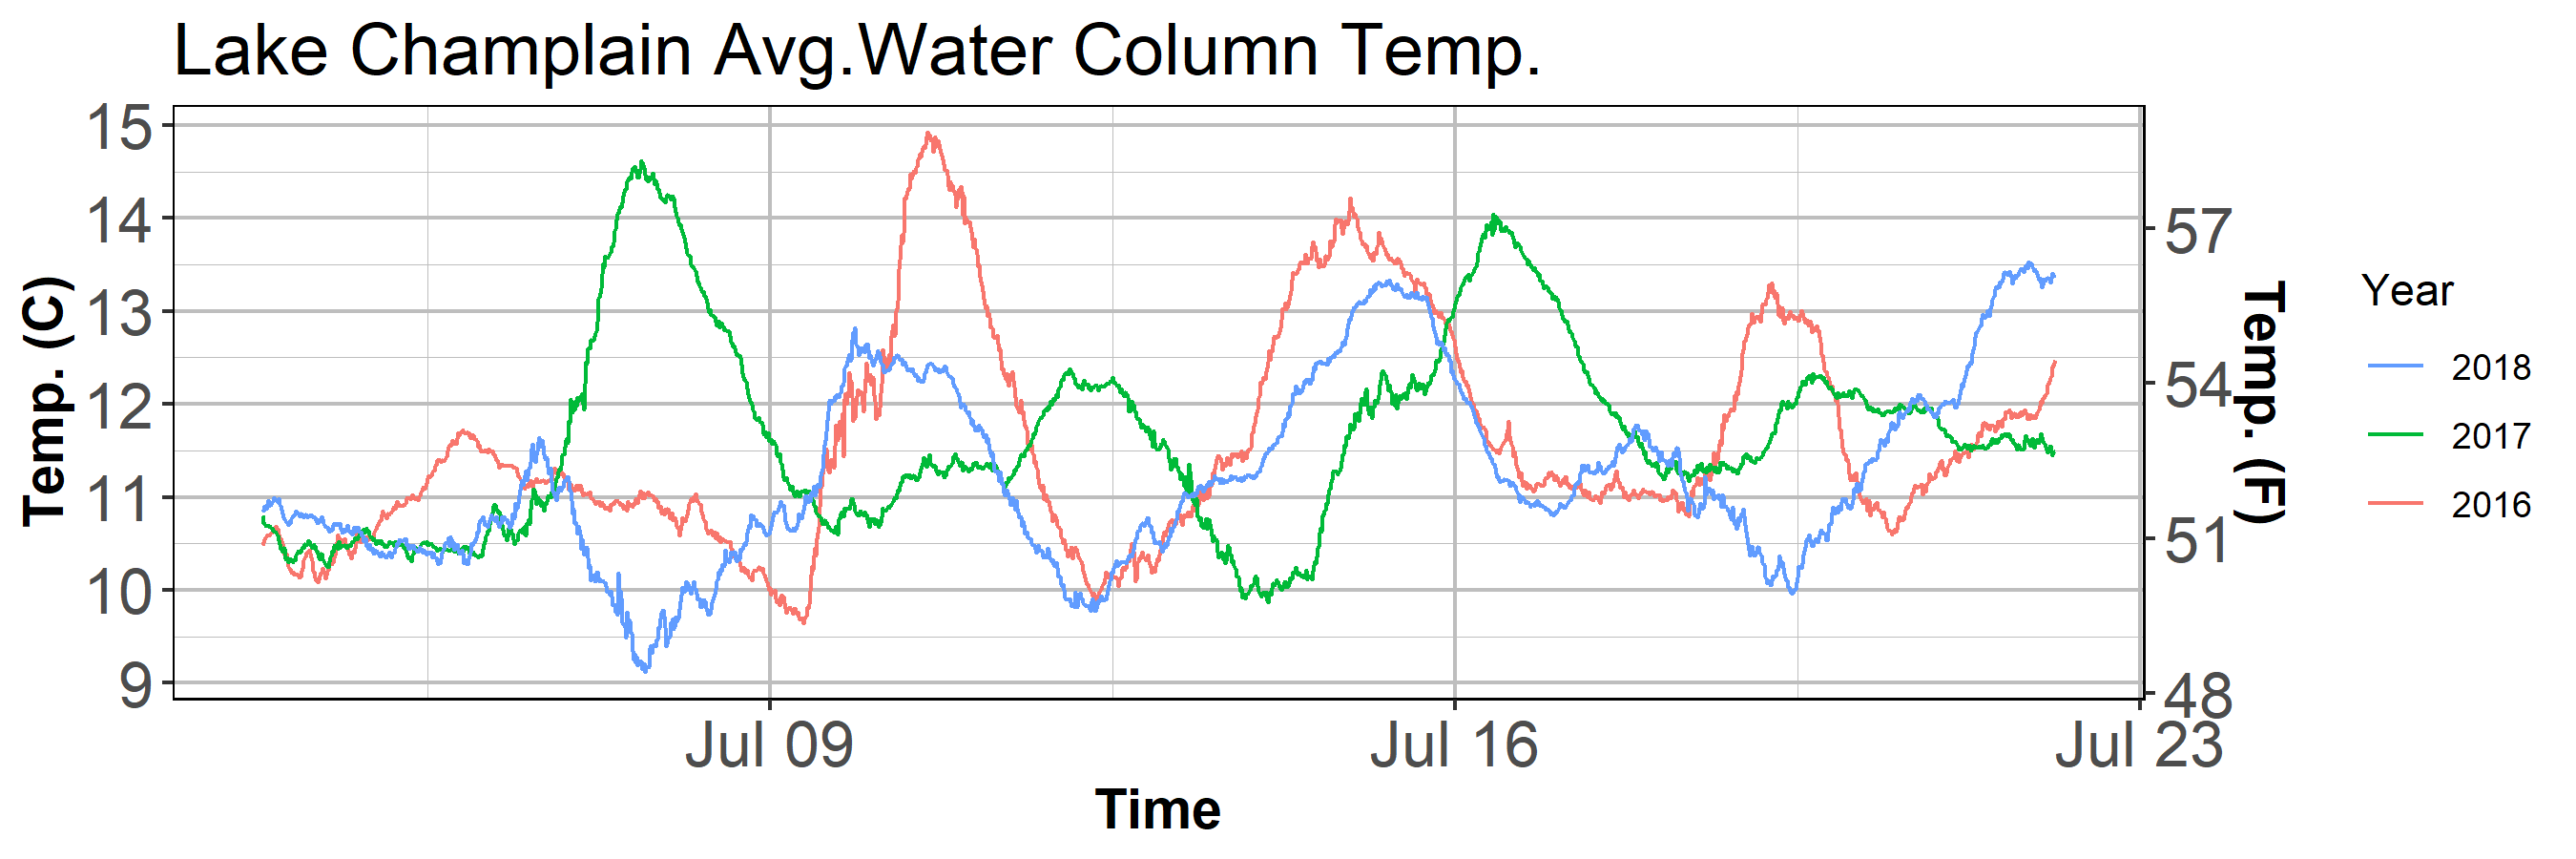 Lake Champlain Avg.Water Column Temp.
Temp. (C)
15
14
13
12
11
10
9
57
54
51
48
Temp. (F)
Jul 09
Jul 16
Jul 23
Time
Year
2018
2017
2016